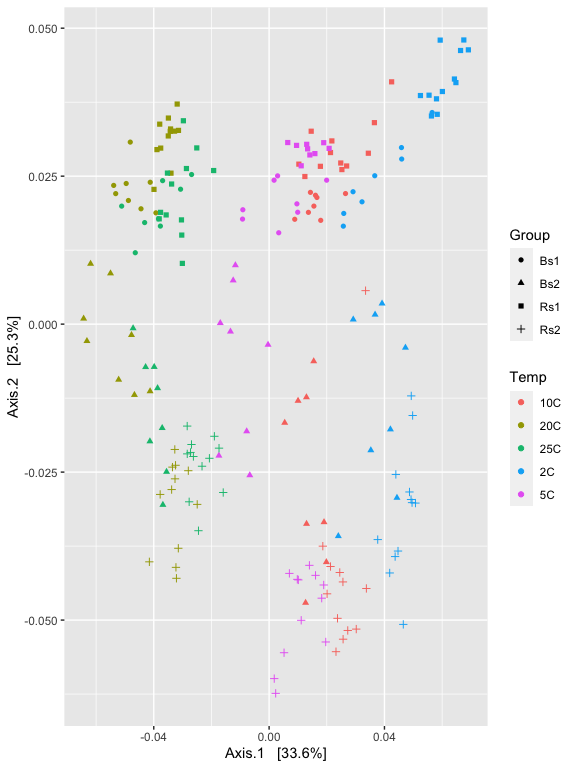 0.050
0.025
0.000
-0.025
-0.050
Axis.2 [25.3%]
-0.04
0.00
0.04
Axis.1 [33.6%]
Group
Bs1
Bs2
Rs1
Rs2
Temp
10C
20C
25C
2C
5C